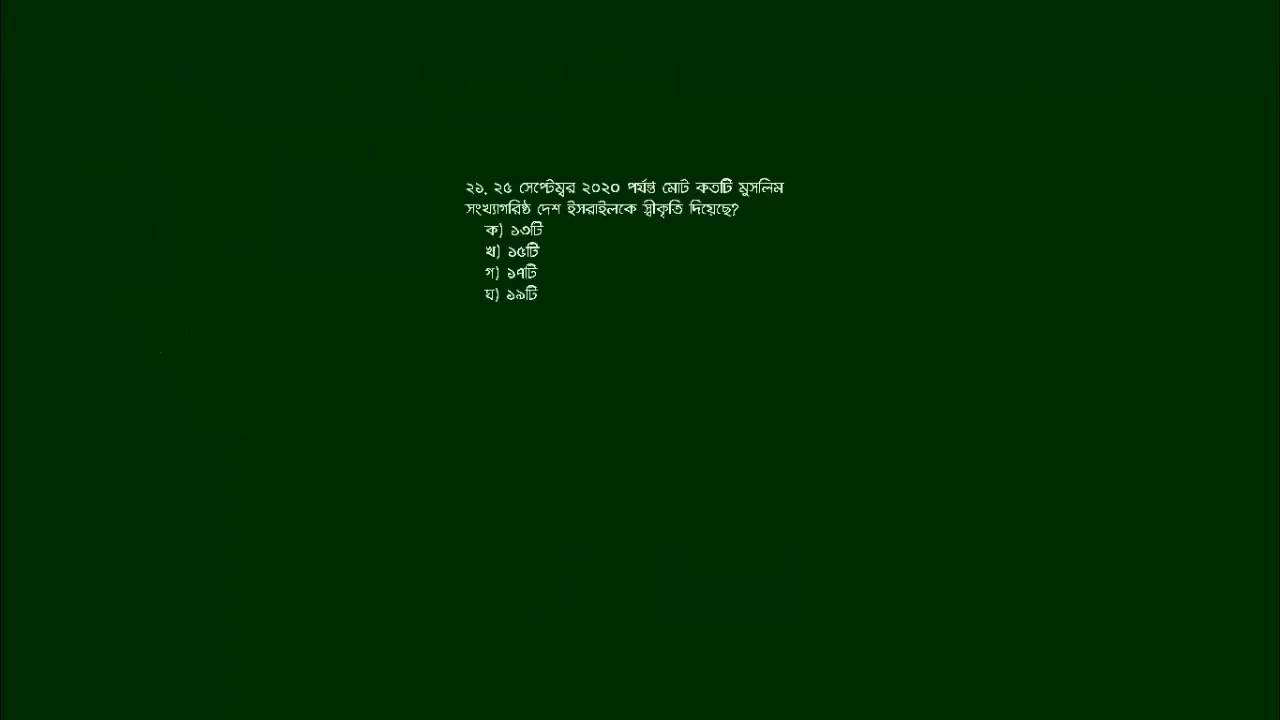 ২১. ২৫ সেপ্টেম্বর ২০২০ পর্যন্ত মোট কতটি মুসলিম
সংখ্যাগরিষ্ঠ দেশ ইসরাইলকে স্বীকৃতি দিয়েছে?
ক) ১৩টি
খ) ১৫টি
গ) ১৭টি
ঘ) ১৯টি